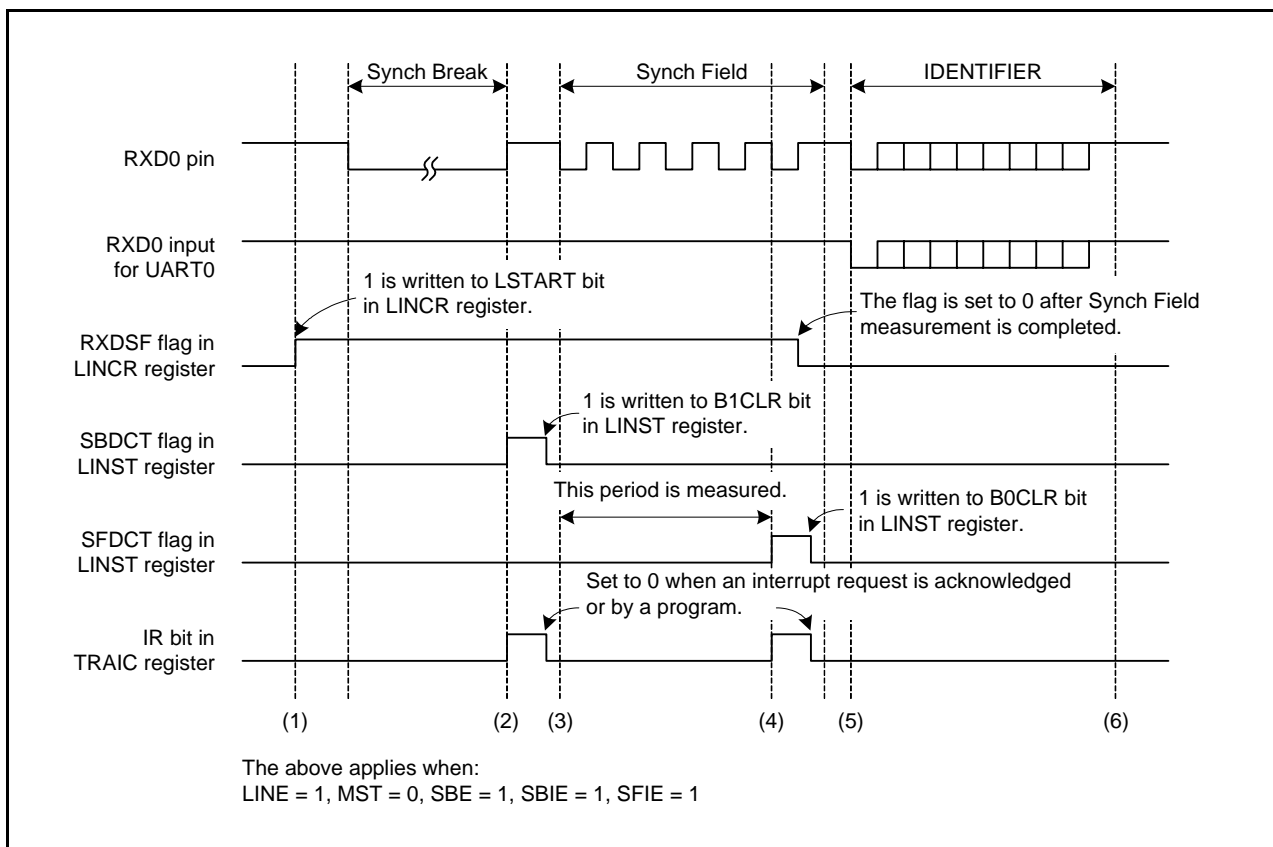 Synch Break
Synch Field
IDENTIFIER
RXD0 pin
RXD0 input
for UART0
1 is written to LSTART bit
in LINCR register.
The flag is set to 0 after Synch Field
measurement is completed.
RXDSF flag in
LINCR register
1 is written to B1CLR bit
in LINST register.
SBDCT flag in
LINST register
This period is measured.
1 is written to B0CLR bit
in LINST register.
SFDCT flag in
LINST register
Set to 0 when an interrupt request is acknowledged
or by a program.
IR bit in
TRAIC register
(1)
(2)
(3)
(4)
(5)
(6)
The above applies when:
LINE = 1, MST = 0, SBE = 1, SBIE = 1, SFIE = 1